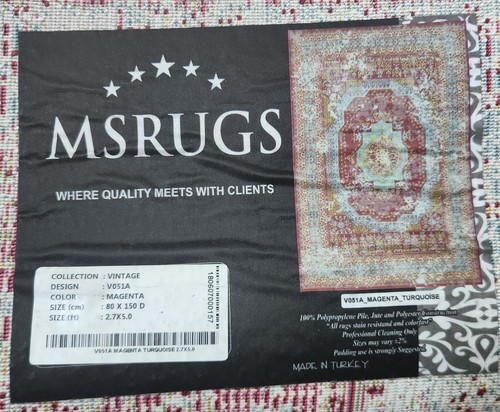 MSRUGS
WHERE QUALITY MEETS WITH CLIENTS
COLLECTION : VINTAGE
DESIGN : V051A
COLOR : MAGENTA
SIZE (cm) : 80 X 150 D
SIZE (ft) : 2.7X5.0
18060700157
V051A MAGENTA TURQUOISE 2.7X5.0
V051A_MAGENTA_TURQUOISE
100% Polypropylene Pile, Jute and Polyester
"All rugs stain resistand and colorfast"
Professional Cleaning Only
Sizes may vary ±2%
Padding use is strongly Suggested
MADE IN TURKEY